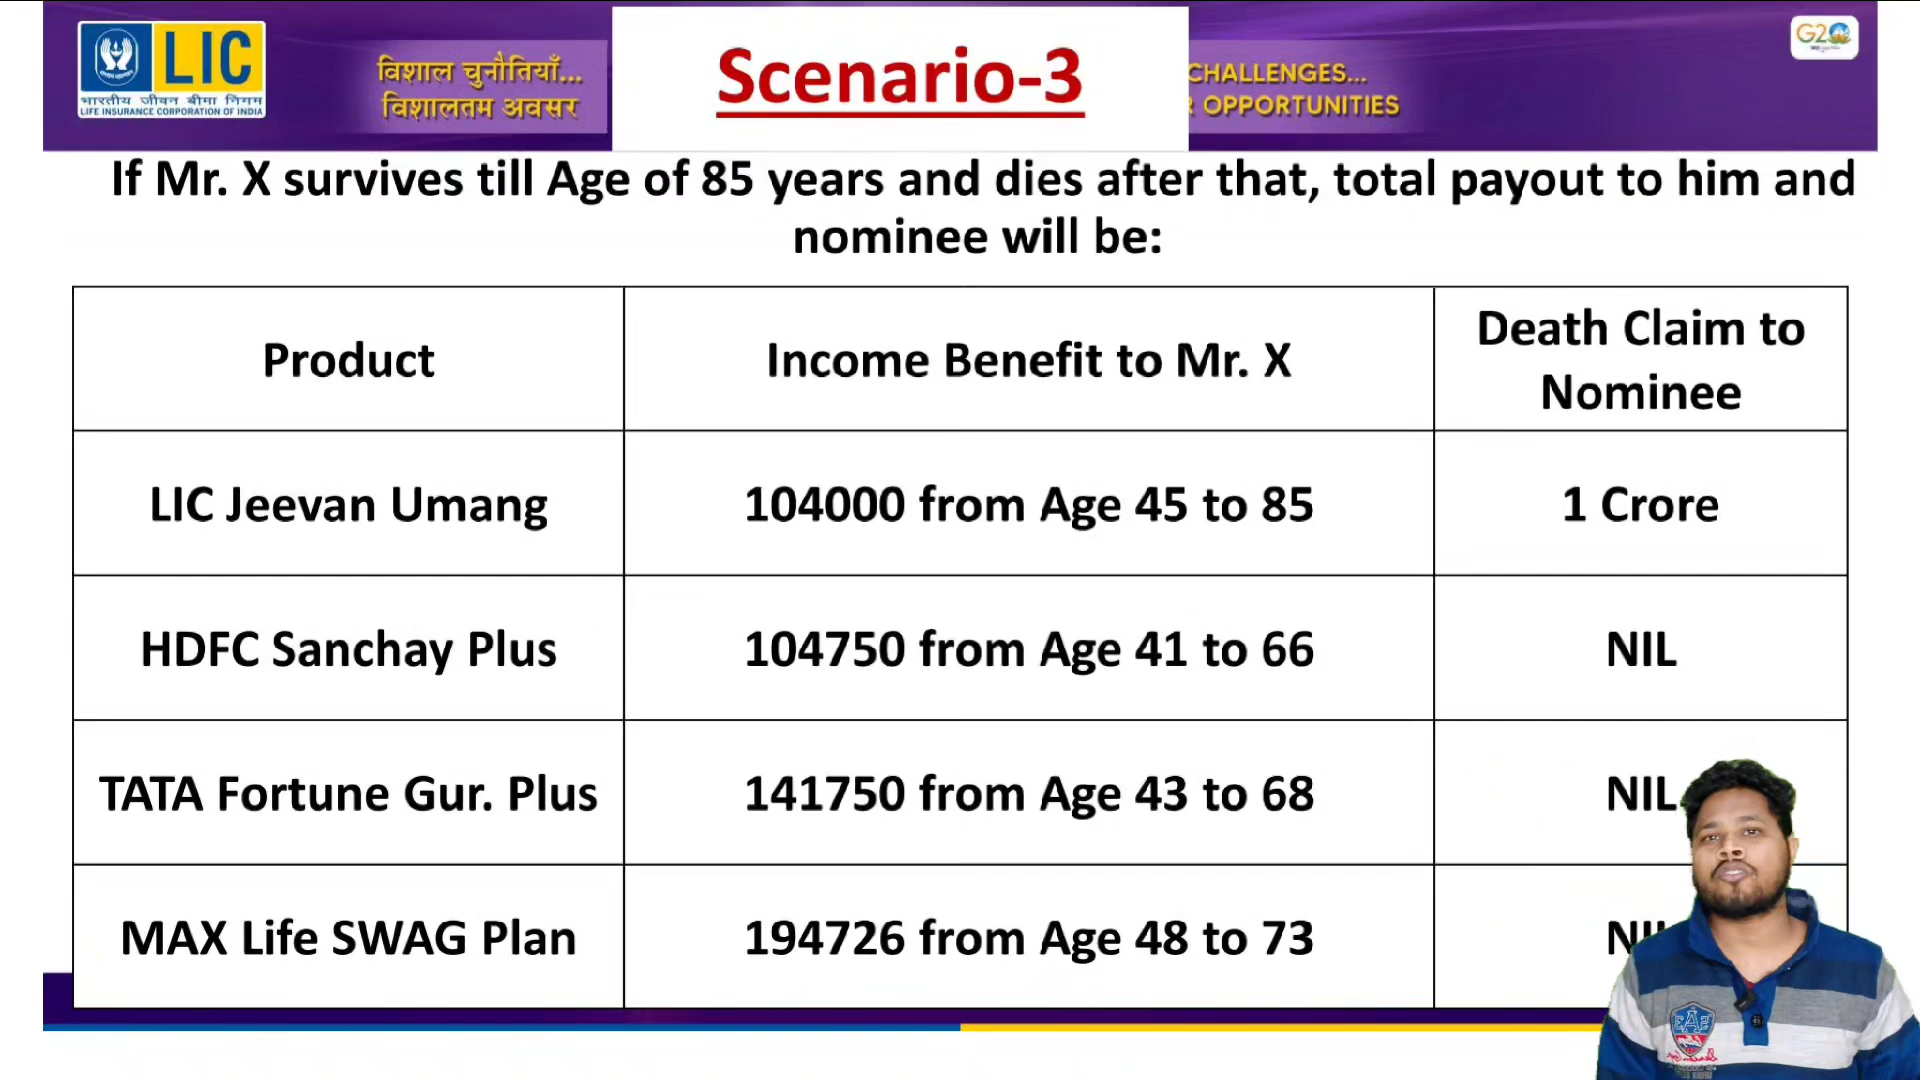 LIC
भारतीय जीवन बीमा निगम
LIFE INSURANCE CORPORATION OF INDIA
विशाल चुनौतियाँ...
विशालतम अवसर
Scenario-3
CHALLENGES...
OPPORTUNITIES
G20
If Mr. X survives till Age of 85 years and dies after that, total payout to him and
nominee will be:
Product
Income Benefit to Mr. X
Death Claim to
Nominee
LIC Jeevan Umang
104000 from Age 45 to 85
1 Crore
HDFC Sanchay Plus
104750 from Age 41 to 66
NIL
TATA Fortune Gur. Plus
141750 from Age 43 to 68
NIL
MAX Life SWAG Plan
194726 from Age 48 to 73